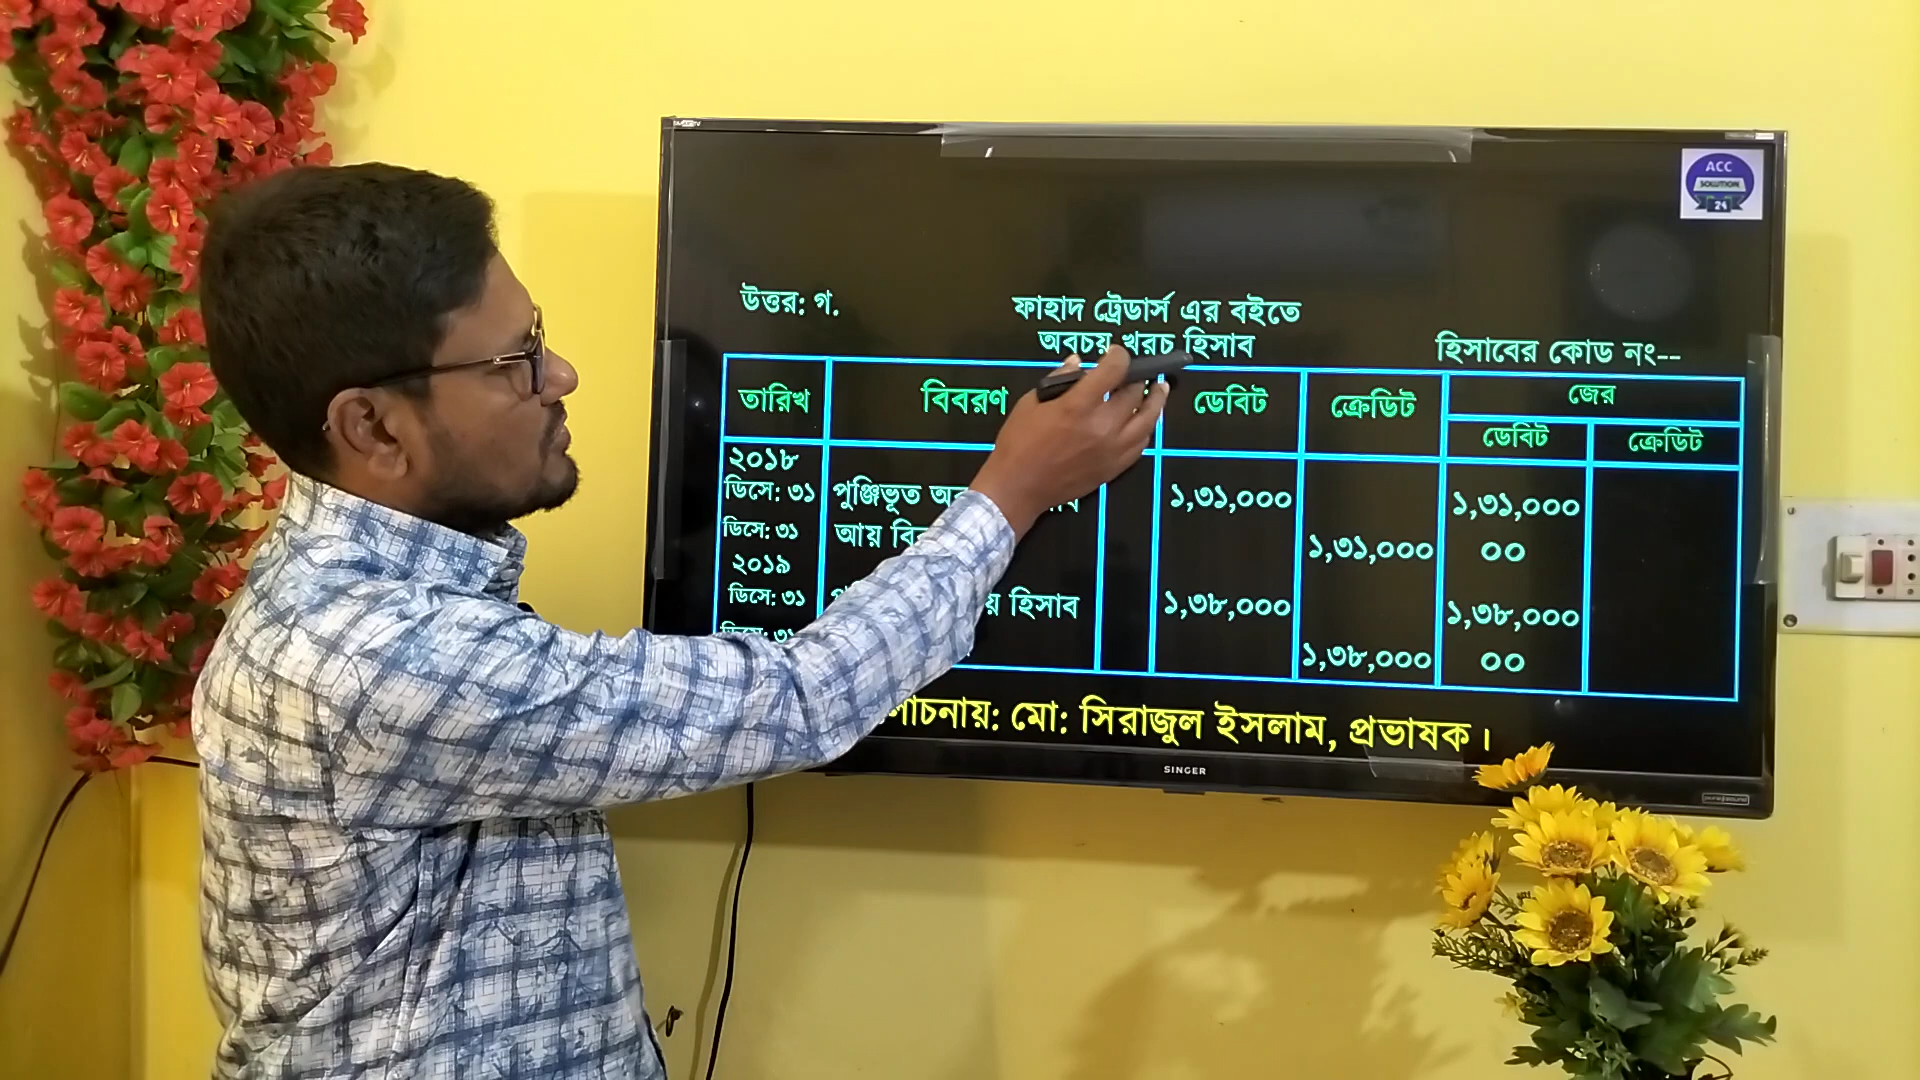 ACC
SOLUTION
24
উত্তর: গ.
ফাহাদ ট্রেডার্স এর বইতে
অবচয় খরচ হিসাব
হিসাবের কোড নং--
তারিখ বিবরণ ডেবিট ক্রেডিট জের
ডেবিট ক্রেডিট
২০১৮
ডিসে: ৩১ পুঞ্জিভূত ১,৩১,০০০ ১,৩১,০০০
ডিসে: ৩১ আয় ১,৩১,০০০ ০০
২০১৯
ডিসে: ৩১ হিসাব ১,৩৮,০০০ ১,৩৮,০০০
ডিসে: ৩১ ১,৩৮,০০০ ০০
মো: সিরাজুল ইসলাম, প্রভাষক।
SINGER